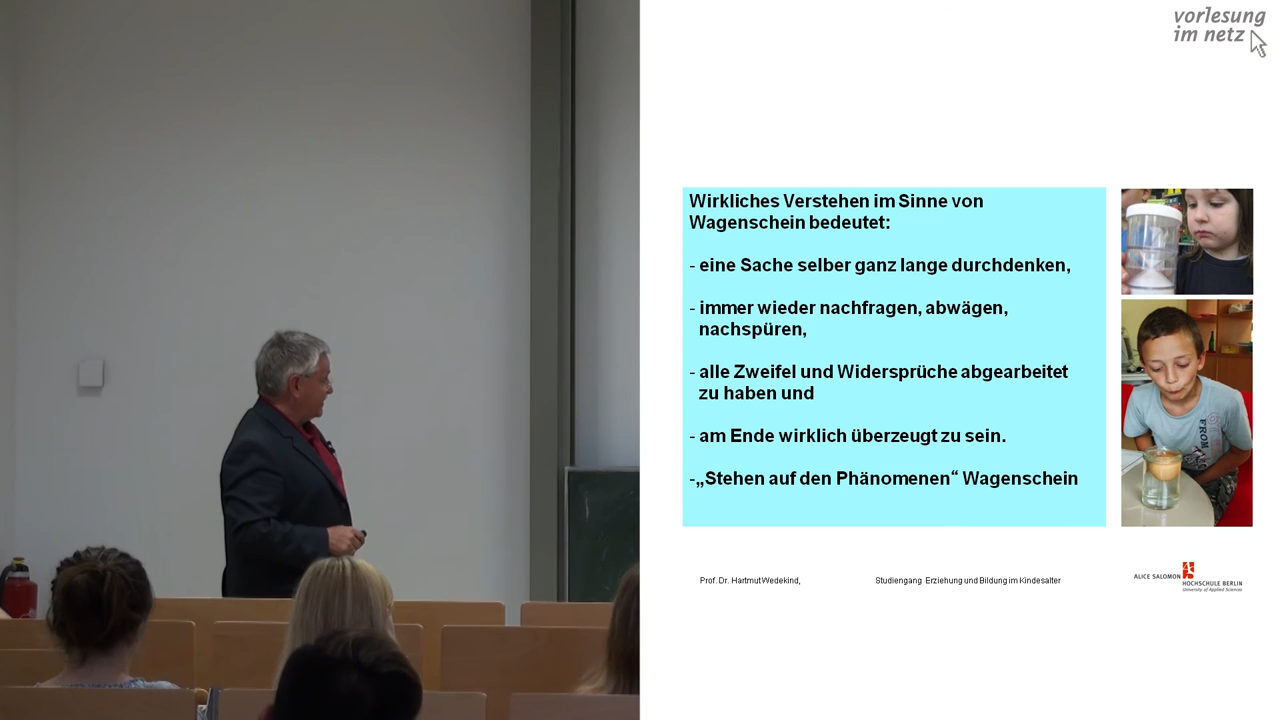 vorlesung
im netz
Wirkliches Verstehen im Sinne von
Wagenschein bedeutet:
- eine Sache selber ganz lange durchdenken,
- immer wieder nachfragen, abwägen,
nachspüren,
- alle Zweifel und Widersprüche abgearbeitet
zu haben und
- am Ende wirklich überzeugt zu sein.
-„Stehen auf den Phänomenen“ Wagenschein
FROM
Prof. Dr. Hartmut Wedekind,
Studiengang Erziehung und Bildung im Kindesalter
ALICE SALOMON
HOCHSCHULE BERLIN
University of Applied Sciences